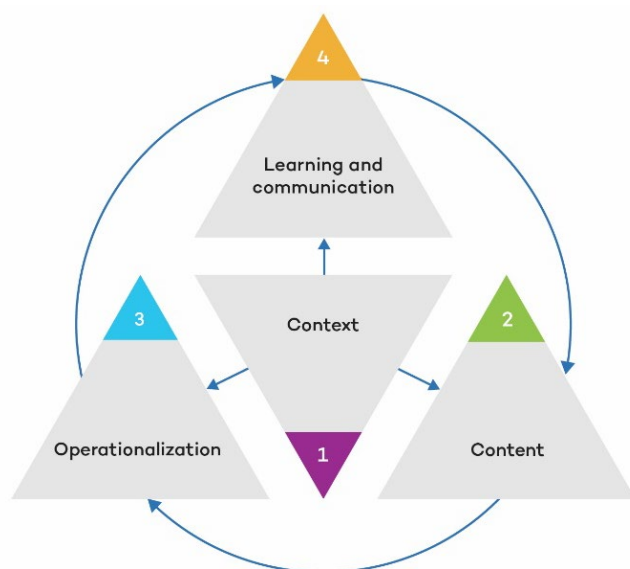 4
Learning and
communication
3
Context
2
Operationalization
1
Content